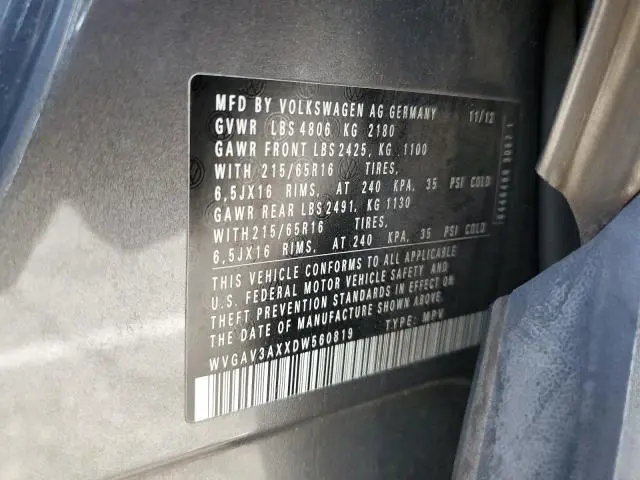 MFD BY VOLKSWAGEN AG GERMANY 11/12
GVWR LBS 4806 KG 2180
GAWR FRONT LBS 2425, KG 1100
WITH 215/65R16 TIRES,
6,5JX16 RIMS, AT 240 KPA, 35 PSI COLD
GAWR REAR LBS 2491, KG 1130
WITH 215/65R16 TIRES,
6,5JX16 RIMS, AT 240 KPA, 35 PSI COLD
THIS VEHICLE CONFORMS TO ALL APPLICABLE
U.S. FEDERAL MOTOR VEHICLE SAFETY AND
THEFT PREVENTION STANDARDS IN EFFECT ON
THE DATE OF MANUFACTURE SHOWN ABOVE.
WVGAV3AXXDW560819 TYPE: MPV